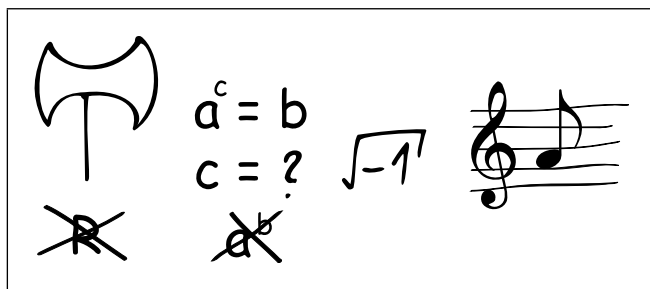 a^c = b
c = ?
√-1
R
a^b